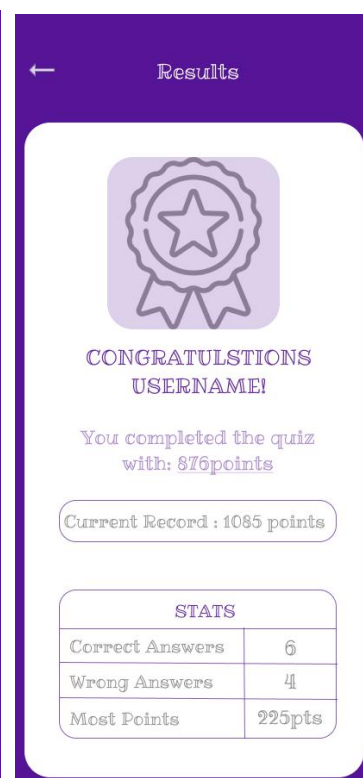 Results
CONGRATULSTIONS
USERNAME!
You completed the quiz
with: 876points
Current Record : 1085 points
STATS
Correct Answers 6
Wrong Answers 4
Most Points 225pts